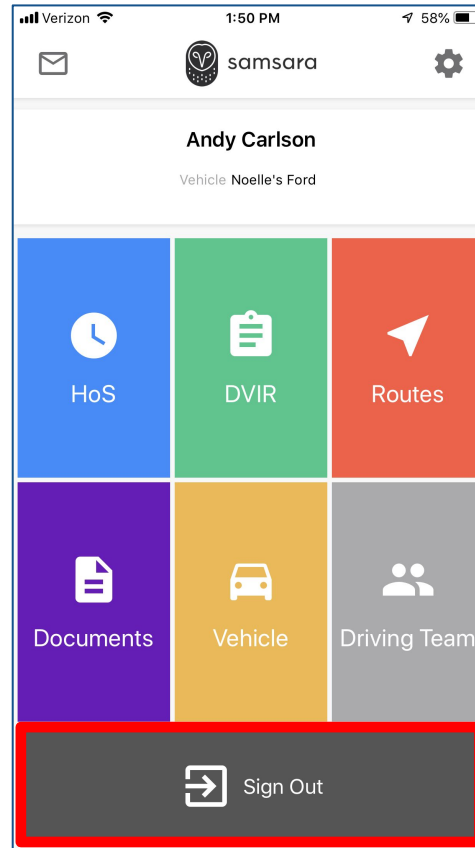 Verizon 1:50 PM 58%
samsara
Andy Carlson
Vehicle Noelle's Ford
HoS DVIR Routes
Documents Vehicle Driving Team
Sign Out